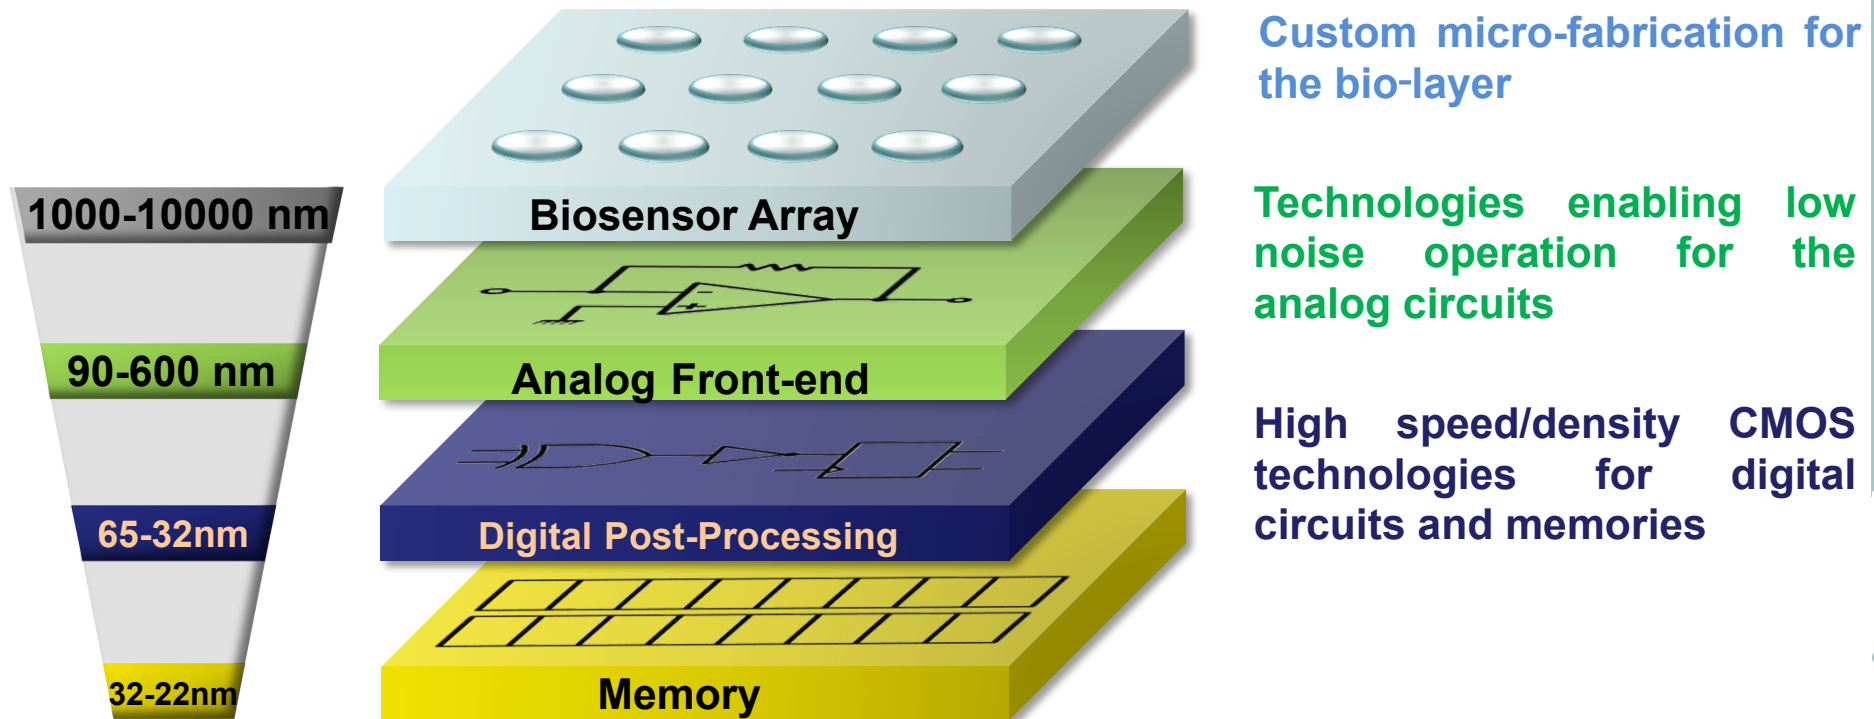 1000-10000 nm
90-600 nm
65-32nm
32-22nm
Biosensor Array
Analog Front-end
-
+
Digital Post-Processing
Memory
Custom micro-fabrication for
the bio-layer
Technologies enabling low
noise operation for the
analog circuits
High speed/density CMOS
technologies for digital
circuits and memories